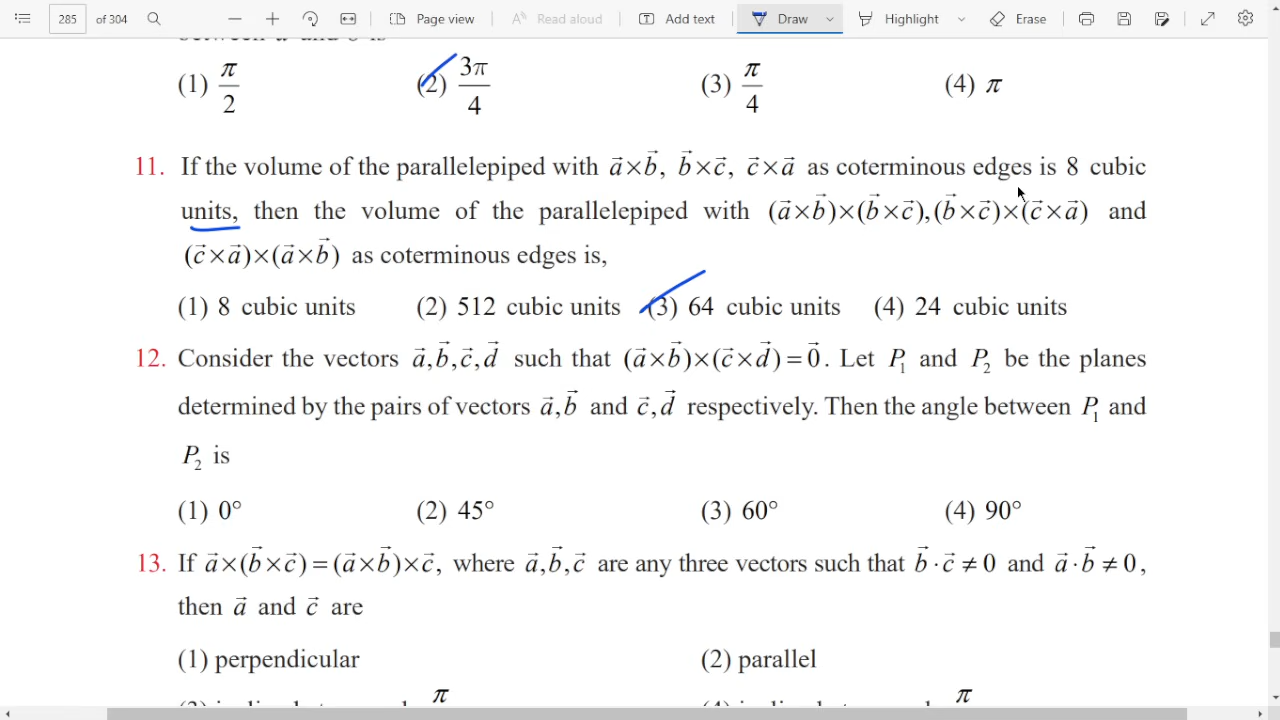 285 of 304 Page view Read aloud Add text Draw Highlight Erase
(1) π/2 (2) 3π/4 (3) π/4 (4) π
11. If the volume of the parallelepiped with a⃗×b⃗, b⃗×c⃗, c⃗×a⃗ as coterminous edges is 8 cubic
units, then the volume of the parallelepiped with (a⃗×b⃗)×(b⃗×c⃗),(b⃗×c⃗)×(c⃗×a⃗) and
(c⃗×a⃗)×(a⃗×b⃗) as coterminous edges is,
(1) 8 cubic units (2) 512 cubic units (3) 64 cubic units (4) 24 cubic units
12. Consider the vectors a⃗,b⃗,c⃗,d⃗ such that (a⃗×b⃗)×(c⃗×d⃗)=0⃗. Let P₁ and P₂ be the planes
determined by the pairs of vectors a⃗,b⃗ and c⃗,d⃗ respectively. Then the angle between P₁ and
P₂ is
(1) 0° (2) 45° (3) 60° (4) 90°
13. If a⃗×(b⃗×c⃗)=(a⃗×b⃗)×c⃗, where a⃗,b⃗,c⃗ are any three vectors such that b⃗·c⃗≠0 and a⃗·b⃗≠0,
then a⃗ and c⃗ are
(1) perpendicular (2) parallel
π π